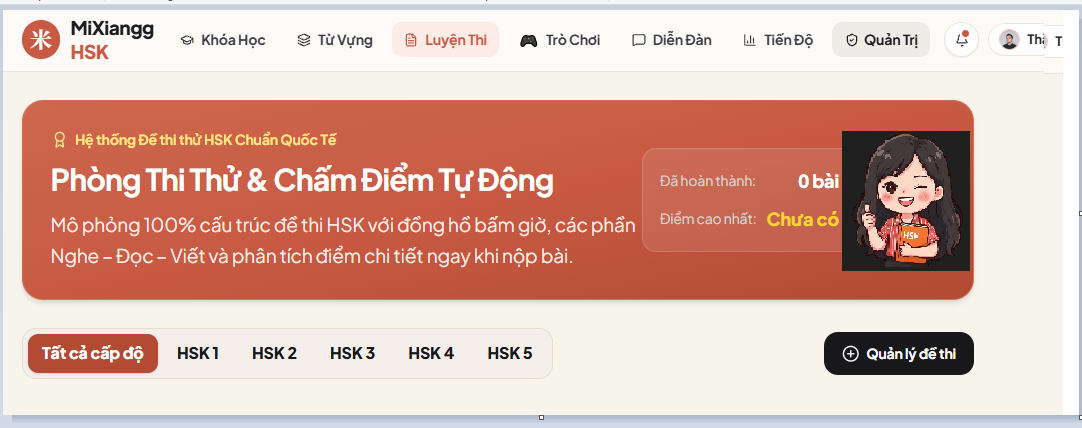 MiXiangg
HSK
米
Khóa Học
Từ Vựng
Luyện Thi
Trò Chơi
Diễn Đàn
Tiến Độ
Quản Trị
Hệ thống Đề thi thử HSK Chuẩn Quốc Tế
Phòng Thi Thử & Chấm Điểm Tự Động
Mô phỏng 100% cấu trúc đề thi HSK với đồng hồ bấm giờ, các phần
Nghe – Đọc – Viết và phân tích điểm chi tiết ngay khi nộp bài.
Đã hoàn thành: 0 bài
Điểm cao nhất: Chưa có
HSK
Tất cả cấp độ
HSK 1
HSK 2
HSK 3
HSK 4
HSK 5
Quản lý đề thi